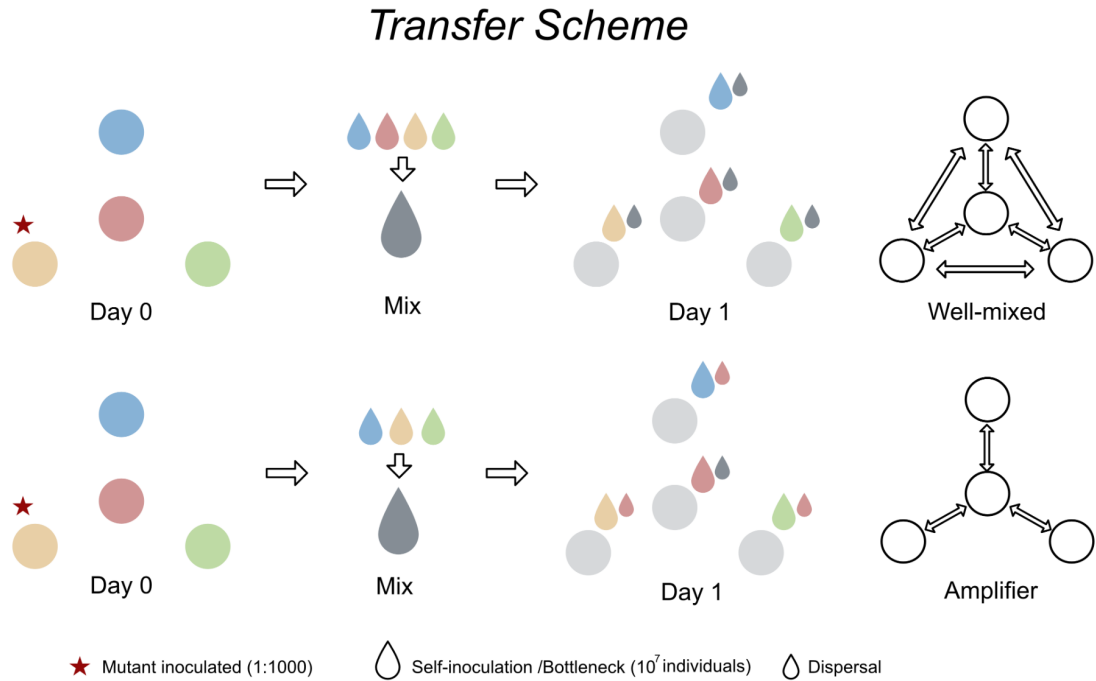 Transfer Scheme
Day 0
Mix
Day 1
Well-mixed
Day 0
Mix
Day 1
Amplifier
Mutant inoculated (1:1000)
Self-inoculation /Bottleneck (10⁷ individuals)
Dispersal